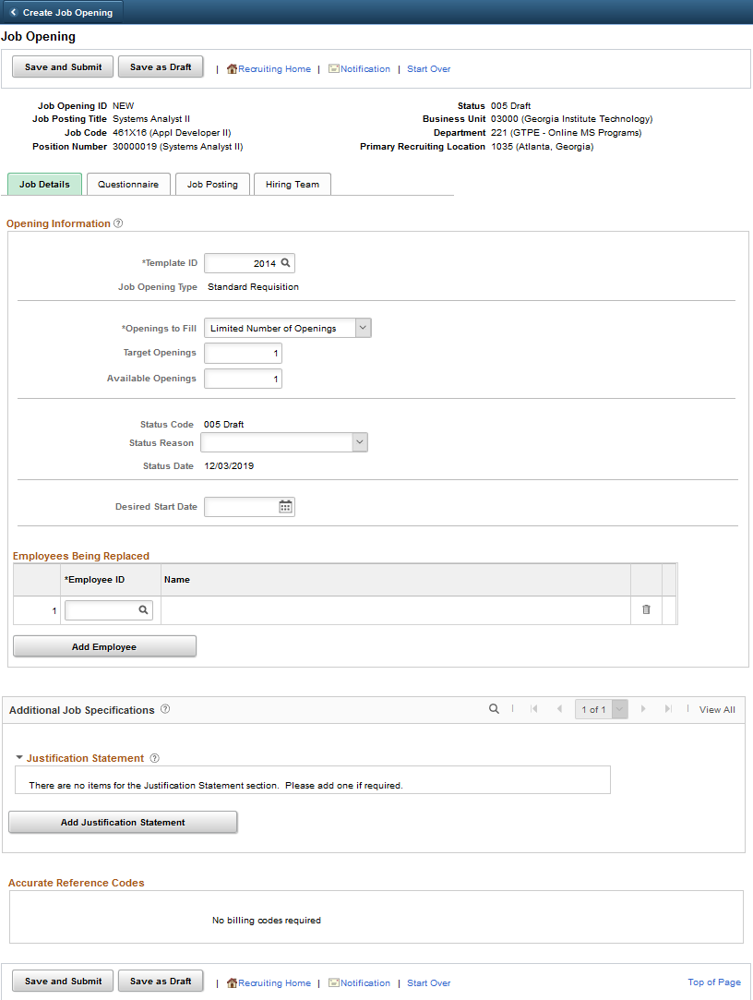 Create Job Opening
Job Opening
Save and Submit Save as Draft | Recruiting Home | Notification | Start Over
Job Opening ID NEW Status 005 Draft
Job Posting Title Systems Analyst II Business Unit 03000 (Georgia Institute Technology)
Job Code 461X16 (Appl Developer II) Department 221 (GTPE - Online MS Programs)
Position Number 30000019 (Systems Analyst II) Primary Recruiting Location 1035 (Atlanta, Georgia)
Job Details Questionnaire Job Posting Hiring Team
Opening Information ?
*Template ID 2014
Job Opening Type Standard Requisition
*Openings to Fill Limited Number of Openings
Target Openings 1
Available Openings 1
Status Code 005 Draft
Status Reason
Status Date 12/03/2019
Desired Start Date
Employees Being Replaced
*Employee ID Name
1
Add Employee
Additional Job Specifications ? | 1 of 1 | View All
Justification Statement ?
There are no items for the Justification Statement section. Please add one if required.
Add Justification Statement
Accurate Reference Codes
No billing codes required
Save and Submit Save as Draft | Recruiting Home | Notification | Start Over Top of Page